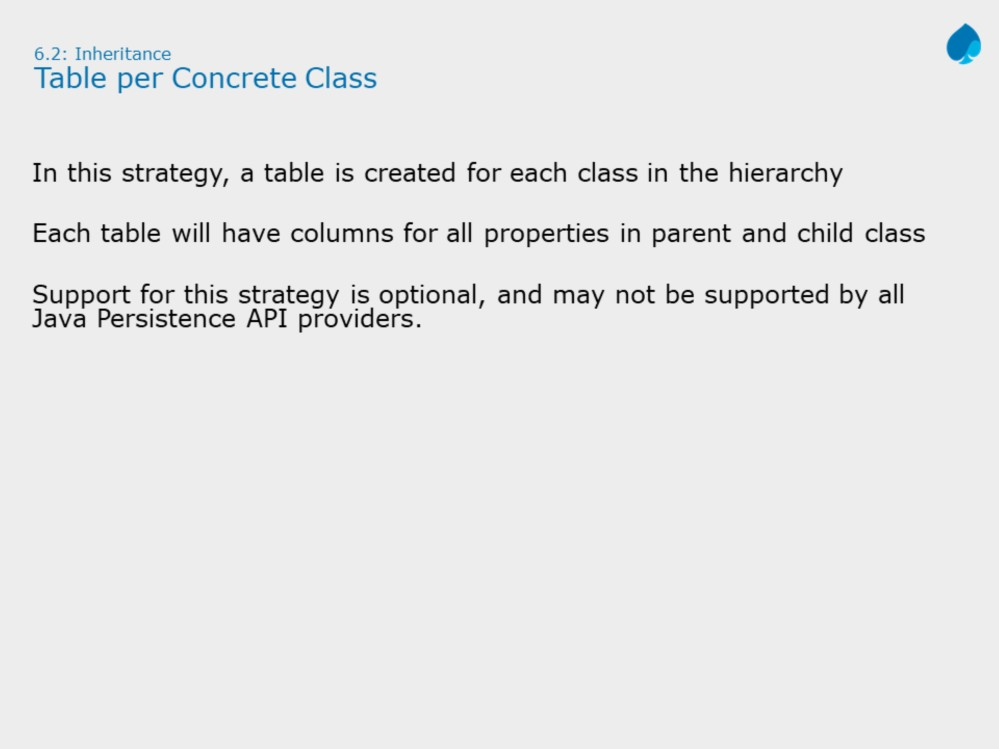 6.2: Inheritance
Table per Concrete Class
In this strategy, a table is created for each class in the hierarchy
Each table will have columns for all properties in parent and child class
Support for this strategy is optional, and may not be supported by all
Java Persistence API providers.